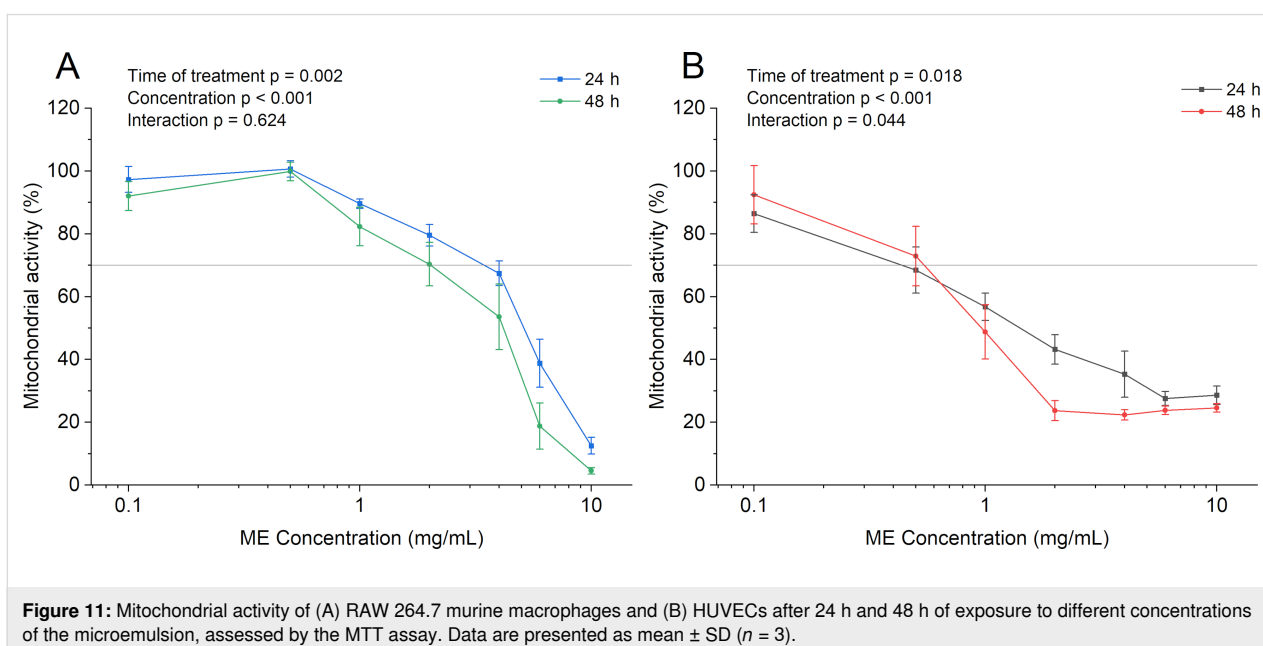 A
Time of treatment p = 0.002
Concentration p < 0.001
Interaction p = 0.624
24 h
48 h
120
100
80
60
40
20
0
Mitochondrial activity (%)
0.1
1
10
ME Concentration (mg/mL)
B
Time of treatment p = 0.018
Concentration p < 0.001
Interaction p = 0.044
24 h
48 h
120
100
80
60
40
20
0
Mitochondrial activity (%)
0.1
1
10
ME Concentration (mg/mL)
Figure 11: Mitochondrial activity of (A) RAW 264.7 murine macrophages and (B) HUVECs after 24 h and 48 h of exposure to different concentrations
of the microemulsion, assessed by the MTT assay. Data are presented as mean ± SD (n = 3).